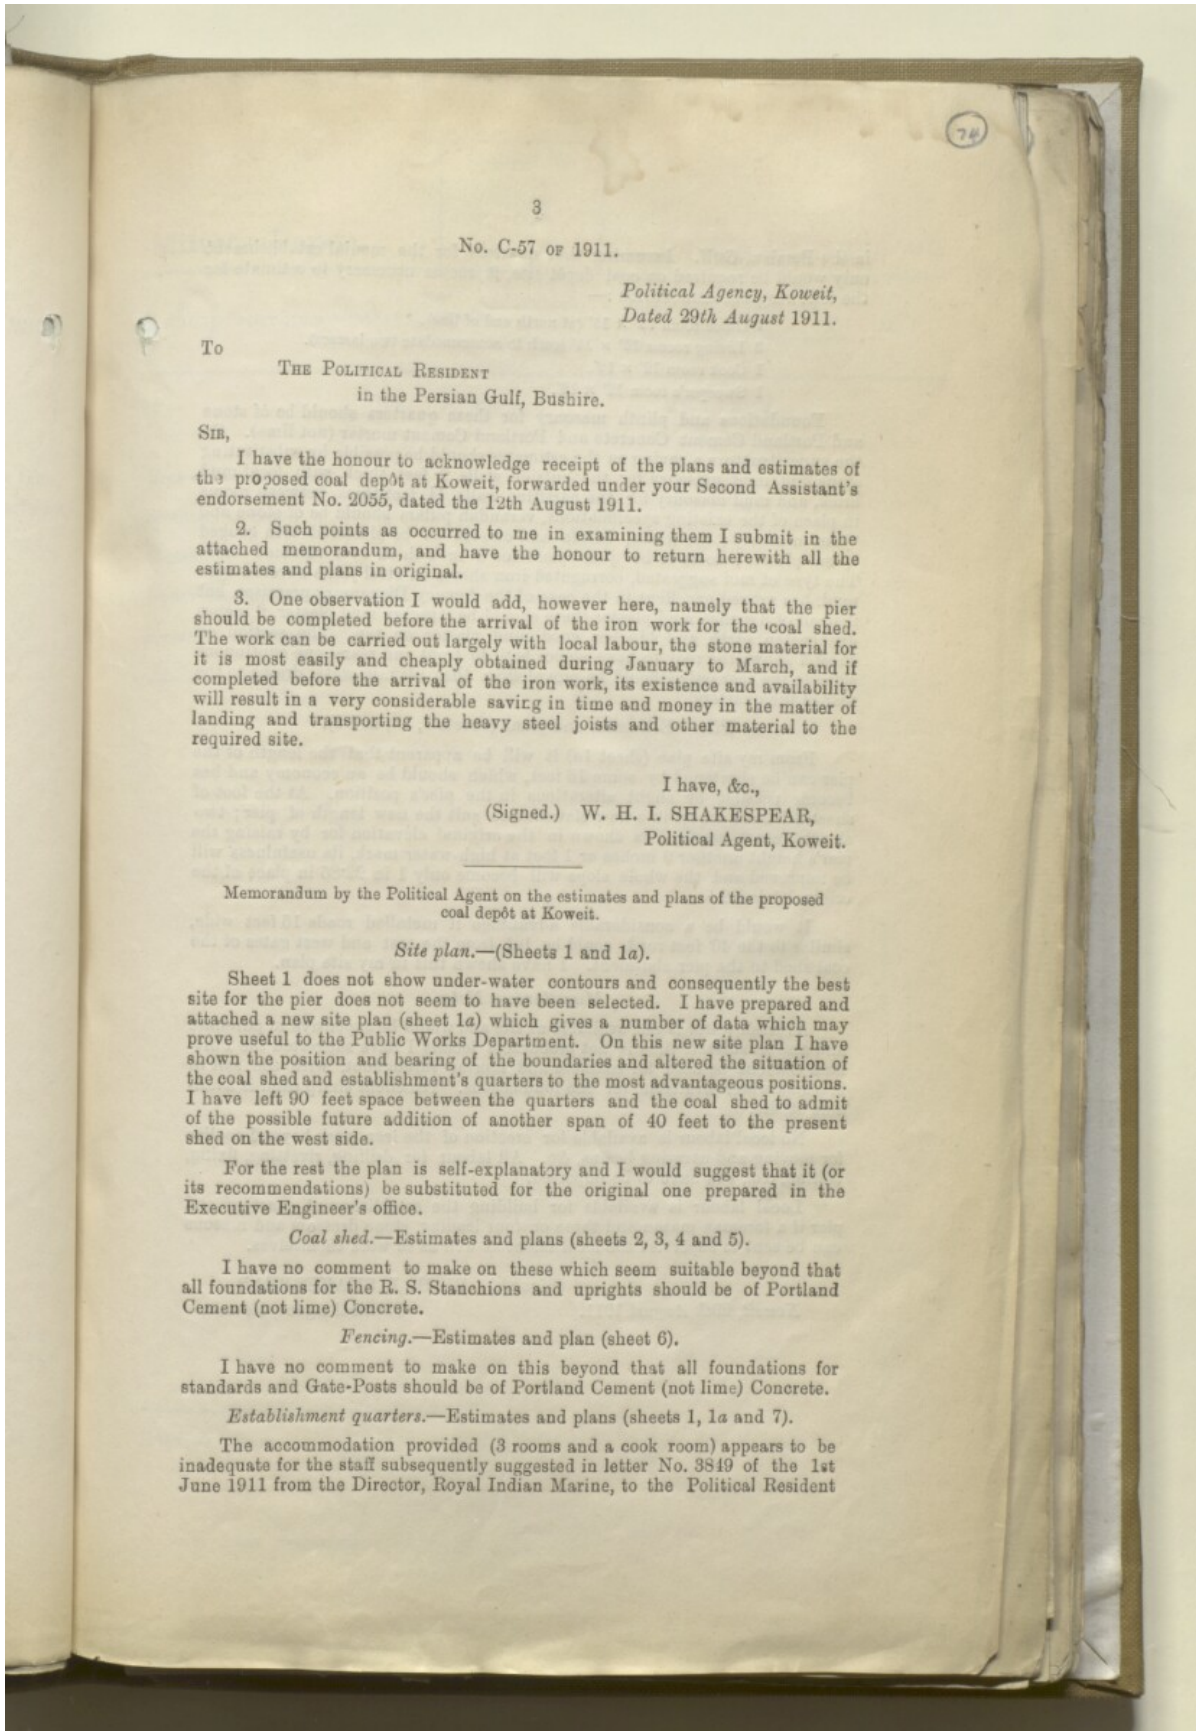 74
3
No. C-57 OF 1911.
Political Agency, Koweit,
Dated 29th August 1911.
To
THE POLITICAL RESIDENT
in the Persian Gulf, Bushire.
SIR,
I have the honour to acknowledge receipt of the plans and estimates of
the proposed coal depôt at Koweit, forwarded under your Second Assistant's
endorsement No. 2055, dated the 12th August 1911.
2. Such points as occurred to me in examining them I submit in the
attached memorandum, and have the honour to return herewith all the
estimates and plans in original.
3. One observation I would add, however here, namely that the pier
should be completed before the arrival of the iron work for the coal shed.
The work can be carried out largely with local labour, the stone material for
it is most easily and cheaply obtained during January to March, and if
completed before the arrival of the iron work, its existence and availability
will result in a very considerable saving in time and money in the matter of
landing and transporting the heavy steel joists and other material to the
required site.
I have, &c.,
(Signed.) W. H. I. SHAKESPEAR,
Political Agent, Koweit.
Memorandum by the Political Agent on the estimates and plans of the proposed
coal depôt at Koweit.
Site plan.—(Sheets 1 and 1a).
Sheet 1 does not show under-water contours and consequently the best
site for the pier does not seem to have been selected. I have prepared and
attached a new site plan (sheet 1a) which gives a number of data which may
prove useful to the Public Works Department. On this new site plan I have
shown the position and bearing of the boundaries and altered the situation of
the coal shed and establishment's quarters to the most advantageous positions.
I have left 90 feet space between the quarters and the coal shed to admit
of the possible future addition of another span of 40 feet to the present
shed on the west side.
For the rest the plan is self-explanatory and I would suggest that it (or
its recommendations) be substituted for the original one prepared in the
Executive Engineer's office.
Coal shed.—Estimates and plans (sheets 2, 3, 4 and 5).
I have no comment to make on these which seem suitable beyond that
all foundations for the R. S. Stanchions and uprights should be of Portland
Cement (not lime) Concrete.
Fencing.—Estimates and plan (sheet 6).
I have no comment to make on this beyond that all foundations for
standards and Gate-Posts should be of Portland Cement (not lime) Concrete.
Establishment quarters.—Estimates and plans (sheets 1, 1a and 7).
The accommodation provided (3 rooms and a cook room) appears to be
inadequate for the staff subsequently suggested in letter No. 3849 of the 1st
June 1911 from the Director, Royal Indian Marine, to the Political Resident